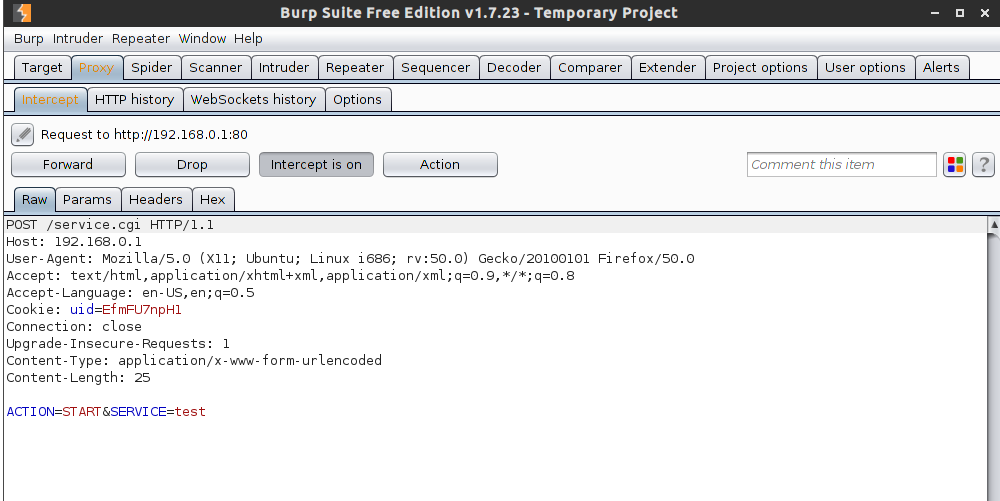 Burp Suite Free Edition v1.7.23 - Temporary Project
Burp Intruder Repeater Window Help
Target Proxy Spider Scanner Intruder Repeater Sequencer Decoder Comparer Extender Project options User options Alerts
Intercept HTTP history WebSockets history Options
Request to http://192.168.0.1:80
Forward Drop Intercept is on Action Comment this item ?
Raw Params Headers Hex
POST /service.cgi HTTP/1.1
Host: 192.168.0.1
User-Agent: Mozilla/5.0 (X11; Ubuntu; Linux i686; rv:50.0) Gecko/20100101 Firefox/50.0
Accept: text/html,application/xhtml+xml,application/xml;q=0.9,*/*;q=0.8
Accept-Language: en-US,en;q=0.5
Cookie: uid=EfmFU7npH1
Connection: close
Upgrade-Insecure-Requests: 1
Content-Type: application/x-www-form-urlencoded
Content-Length: 25
ACTION=START&SERVICE=test